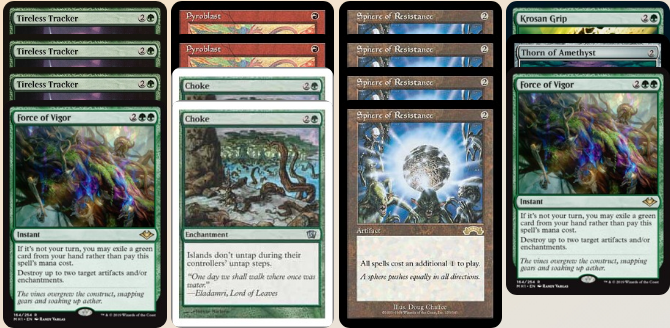 Tireless Tracker
Tireless Tracker
Tireless Tracker
Force of Vigor
Instant
If it's not your turn, you may exile a green
card from your hand rather than pay this
spell's mana cost.
Destroy up to two target artifacts and/or
enchantments.
The vines overgrew the construct, snapping
gears and soaking up aether.
Pyroblast
Pyroblast
Choke
Choke
Enchantment
Islands don't untap during their
controllers' untap steps.
"One day we shall walk where once was
water."
—Eladamri, Lord of Leaves
Sphere of Resistance
2
Sphere of Resistance
2
Sphere of Resistance
2
Sphere of Resistance
2
Artifact
All spells cost an additional 1 to play.
A sphere pushes equally in all directions.
Illus. Doug Chaffee
Krosan Grip
Thorn of Amethyst
2
Force of Vigor
Instant
If it's not your turn, you may exile a green
card from your hand rather than pay this
spell's mana cost.
Destroy up to two target artifacts and/or
enchantments.
The vines overgrew the construct, snapping
gears and soaking up aether.